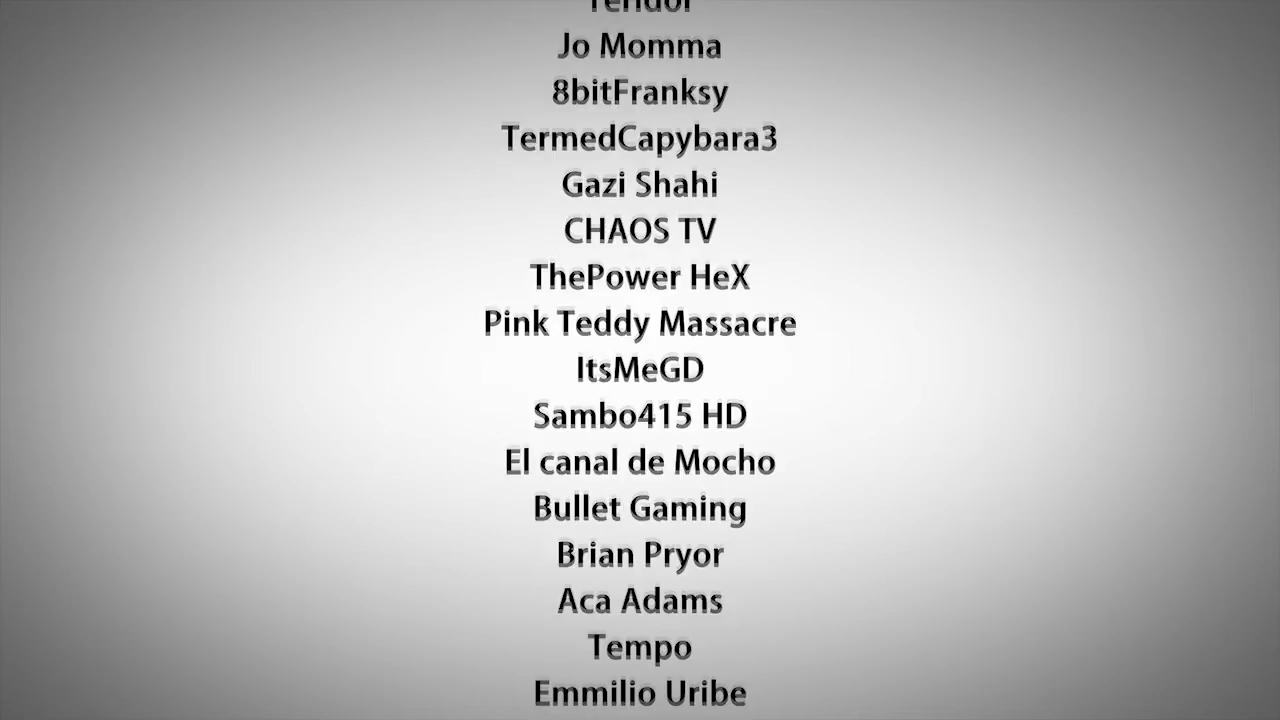 Jo Momma
8bitFranksy
TermedCapybara3
Gazi Shahi
CHAOS TV
ThePower HeX
Pink Teddy Massacre
ItsMeGD
Sambo415 HD
El canal de Mocho
Bullet Gaming
Brian Pryor
Aca Adams
Tempo
Emmilio Uribe